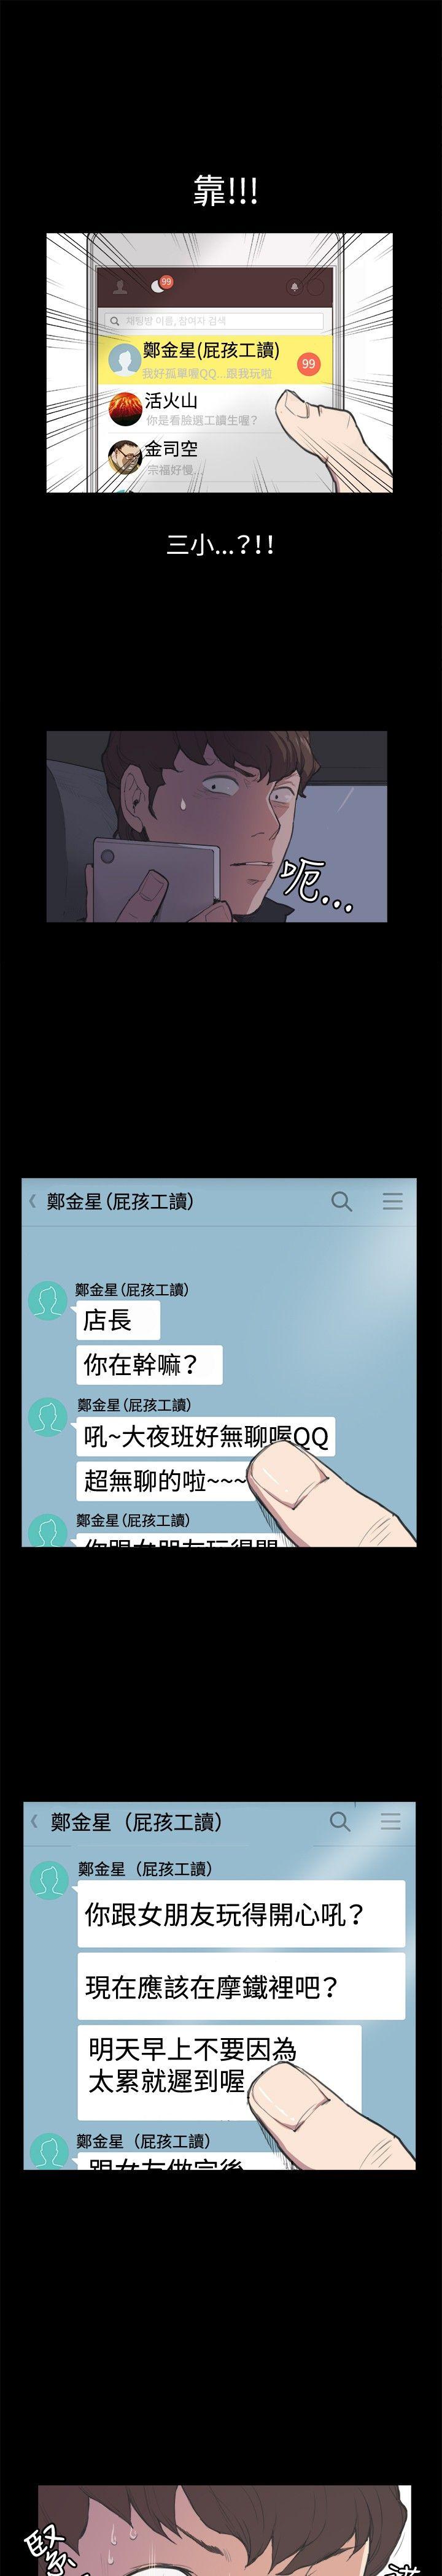 靠!!!
99
채팅방 이름, 참여자 검색
鄭金星(屁孩工讀)
我好孤單喔QQ...跟我玩啦
99
活火山
你是看臉選工讀生喔?
金司空
宗福好慢...
三小...?!!
呃...
鄭金星(屁孩工讀)
鄭金星(屁孩工讀)
店長
你在幹嘛?
鄭金星(屁孩工讀)
吼~大夜班好無聊喔QQ
超無聊的啦~~~
鄭金星(屁孩工讀)
你跟女朋友玩得開
鄭金星（屁孩工讀）
鄭金星（屁孩工讀）
你跟女朋友玩得開心吼?
現在應該在摩鐵裡吧?
明天早上不要因為
太累就遲到喔
鄭金星（屁孩工讀）
跟女友做完後